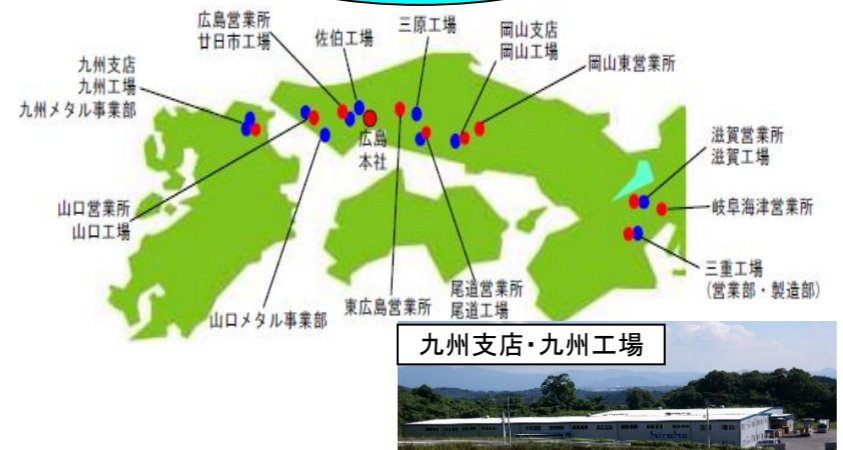 広島営業所
廿日市工場
佐伯工場
三原工場
岡山支店
岡山工場
岡山東営業所
九州支店
九州工場
九州メタル事業部
広島
本社
滋賀営業所
滋賀工場
岐阜海津営業所
山口営業所
山口工場
三重工場
(営業部・製造部)
山口メタル事業部
東広島営業所
尾道営業所
尾道工場
九州支店・九州工場